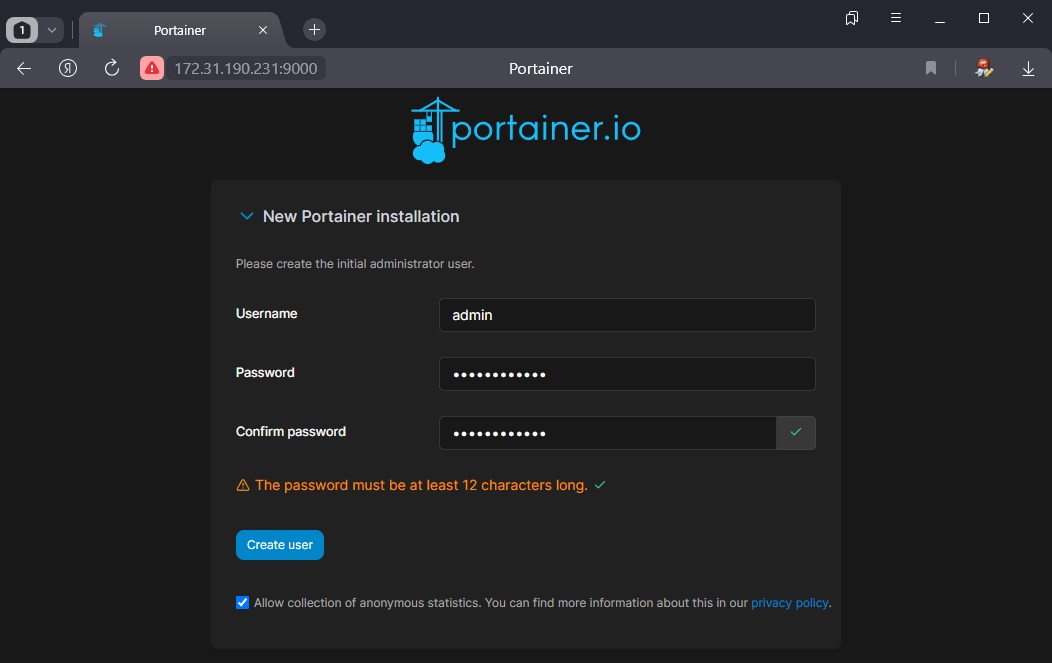 1
Portainer
Я
172.31.190.231:9000
Portainer
portainer.io
New Portainer installation
Please create the initial administrator user.
Username
admin
Password
••••••••••••
Confirm password
••••••••••••
The password must be at least 12 characters long.
Create user
Allow collection of anonymous statistics. You can find more information about this in our privacy policy.